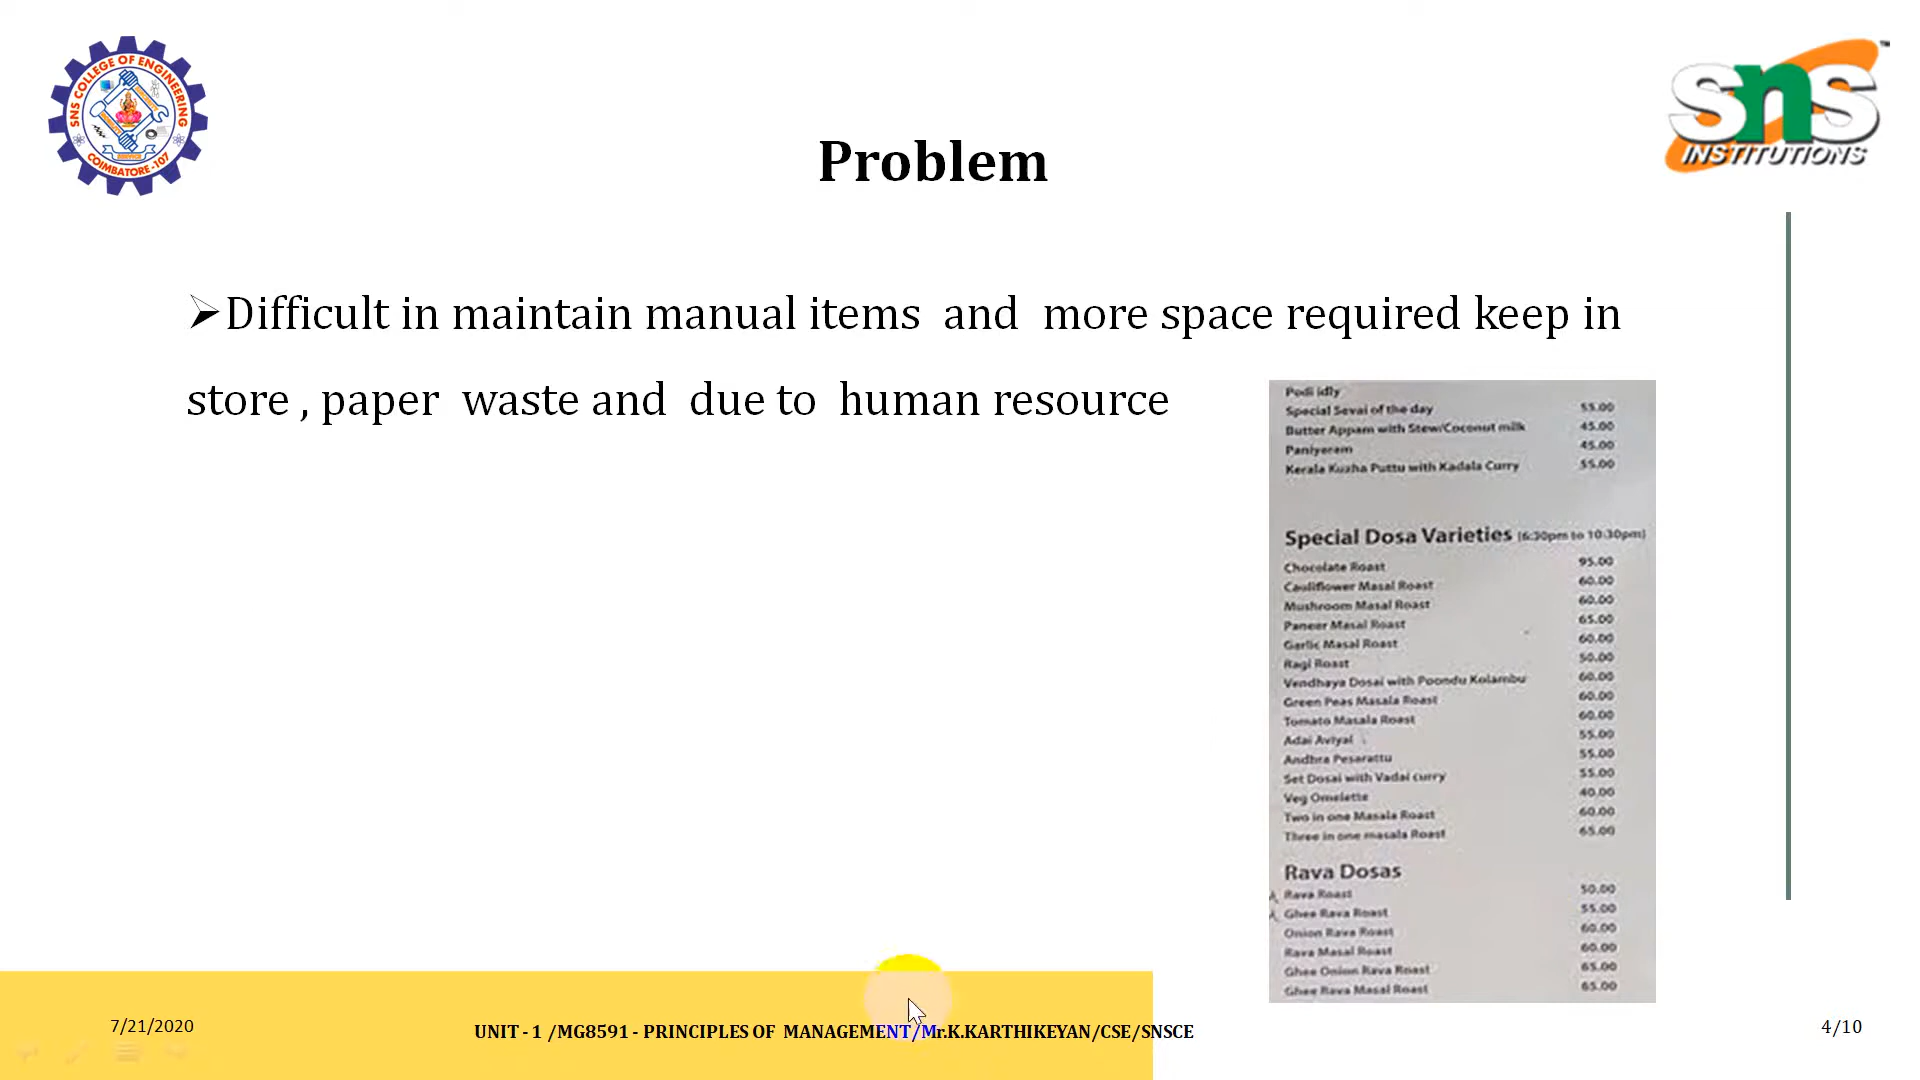 SNS COLLEGE OF ENGINEERING
COIMBATORE - 107
SERVICE
sns
INSTITUTIONS
Problem
Difficult in maintain manual items and more space required keep in
store , paper waste and due to human resource
Podi idly
Special Sevai of the day 55.00
Butter Appam with Stew/Coconut milk 45.00
Paniyaram 45.00
Kerala Kuzha Puttu with Kadala Curry 55.00
Special Dosa Varieties (6:30pm to 10:30pm)
Chocolate Roast 95.00
Cauliflower Masal Roast 60.00
Mushroom Masal Roast 60.00
Paneer Masal Roast 65.00
Garlic Masal Roast 60.00
Ragi Roast 50.00
Vendhaya Dosai with Poondu Kolambu 60.00
Green Peas Masala Roast 60.00
Tomato Masala Roast 60.00
Adai Aviyal 55.00
Andhra Pesarattu 55.00
Set Dosai with Vadai curry 55.00
Veg Omelette 40.00
Two in one Masala Roast 60.00
Three in one masala Roast 65.00
Rava Dosas
Rava Roast 50.00
Ghee Rava Roast 55.00
Onion Rava Roast 60.00
Rava Masal Roast 60.00
Ghee Onion Rava Roast 65.00
Ghee Rava Masal Roast 65.00
7/21/2020
UNIT - 1 /MG8591 - PRINCIPLES OF MANAGEMENT/Mr.K.KARTHIKEYAN/CSE/SNSCE
4/10